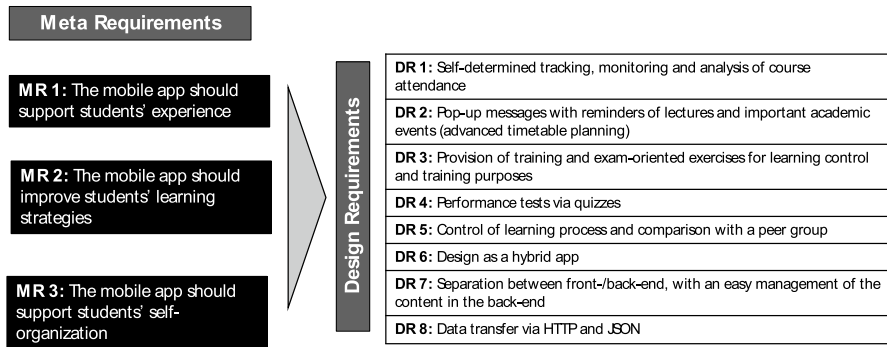 Meta Requirements
MR 1: The mobile app should
support students' experience
MR 2: The mobile app should
improve students' learning
strategies
MR 3: The mobile app should
support students' self-
organization
Design Requirements
DR 1: Self-determined tracking, monitoring and analysis of course
attendance
DR 2: Pop-up messages with reminders of lectures and important academic
events (advanced timetable planning)
DR 3: Provision of training and exam-oriented exercises for learning control
and training purposes
DR 4: Performance tests via quizzes
DR 5: Control of learning process and comparison with a peer group
DR 6: Design as a hybrid app
DR 7: Separation between front-/back-end, with an easy management of the
content in the back-end
DR 8: Data transfer via HTTP and JSON